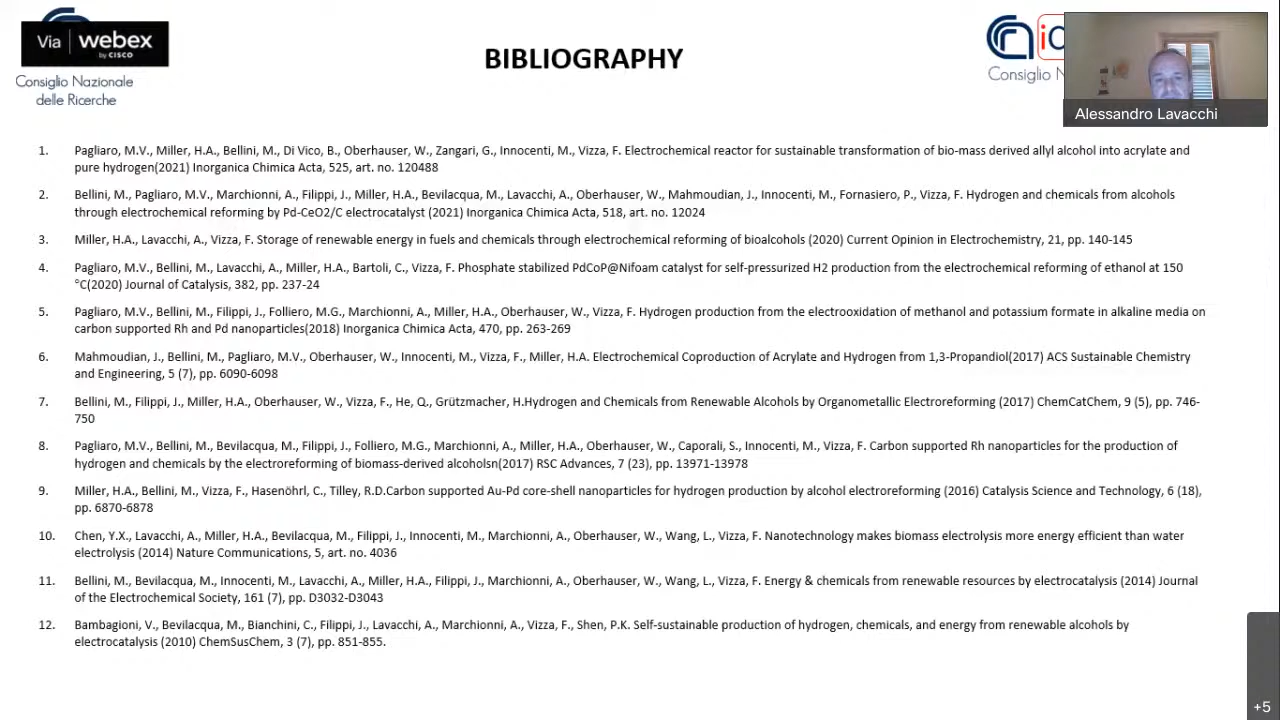 Via webex
by CISCO
Consiglio Nazionale
delle Ricerche
BIBLIOGRAPHY
Consiglio N
Alessandro Lavacchi
1. Pagliaro, M.V., Miller, H.A., Bellini, M., Di Vico, B., Oberhauser, W., Zangari, G., Innocenti, M., Vizza, F. Electrochemical reactor for sustainable transformation of bio-mass derived allyl alcohol into acrylate and
pure hydrogen(2021) Inorganica Chimica Acta, 525, art. no. 120488
2. Bellini, M., Pagliaro, M.V., Marchionni, A., Filippi, J., Miller, H.A., Bevilacqua, M., Lavacchi, A., Oberhauser, W., Mahmoudian, J., Innocenti, M., Fornasiero, P., Vizza, F. Hydrogen and chemicals from alcohols
through electrochemical reforming by Pd-CeO2/C electrocatalyst (2021) Inorganica Chimica Acta, 518, art. no. 12024
3. Miller, H.A., Lavacchi, A., Vizza, F. Storage of renewable energy in fuels and chemicals through electrochemical reforming of bioalcohols (2020) Current Opinion in Electrochemistry, 21, pp. 140-145
4. Pagliaro, M.V., Bellini, M., Lavacchi, A., Miller, H.A., Bartoli, C., Vizza, F. Phosphate stabilized PdCoP@Nifoam catalyst for self-pressurized H2 production from the electrochemical reforming of ethanol at 150
°C(2020) Journal of Catalysis, 382, pp. 237-24
5. Pagliaro, M.V., Bellini, M., Filippi, J., Folliero, M.G., Marchionni, A., Miller, H.A., Oberhauser, W., Vizza, F. Hydrogen production from the electrooxidation of methanol and potassium formate in alkaline media on
carbon supported Rh and Pd nanoparticles(2018) Inorganica Chimica Acta, 470, pp. 263-269
6. Mahmoudian, J., Bellini, M., Pagliaro, M.V., Oberhauser, W., Innocenti, M., Vizza, F., Miller, H.A. Electrochemical Coproduction of Acrylate and Hydrogen from 1,3-Propandiol(2017) ACS Sustainable Chemistry
and Engineering, 5 (7), pp. 6090-6098
7. Bellini, M., Filippi, J., Miller, H.A., Oberhauser, W., Vizza, F., He, Q., Grützmacher, H.Hydrogen and Chemicals from Renewable Alcohols by Organometallic Electroreforming (2017) ChemCatChem, 9 (5), pp. 746-
750
8. Pagliaro, M.V., Bellini, M., Bevilacqua, M., Filippi, J., Folliero, M.G., Marchionni, A., Miller, H.A., Oberhauser, W., Caporali, S., Innocenti, M., Vizza, F. Carbon supported Rh nanoparticles for the production of
hydrogen and chemicals by the electroreforming of biomass-derived alcoholsn(2017) RSC Advances, 7 (23), pp. 13971-13978
9. Miller, H.A., Bellini, M., Vizza, F., Hasenöhrl, C., Tilley, R.D.Carbon supported Au-Pd core-shell nanoparticles for hydrogen production by alcohol electroreforming (2016) Catalysis Science and Technology, 6 (18),
pp. 6870-6878
10. Chen, Y.X., Lavacchi, A., Miller, H.A., Bevilacqua, M., Filippi, J., Innocenti, M., Marchionni, A., Oberhauser, W., Wang, L., Vizza, F. Nanotechnology makes biomass electrolysis more energy efficient than water
electrolysis (2014) Nature Communications, 5, art. no. 4036
11. Bellini, M., Bevilacqua, M., Innocenti, M., Lavacchi, A., Miller, H.A., Filippi, J., Marchionni, A., Oberhauser, W., Wang, L., Vizza, F. Energy & chemicals from renewable resources by electrocatalysis (2014) Journal
of the Electrochemical Society, 161 (7), pp. D3032-D3043
12. Bambagioni, V., Bevilacqua, M., Bianchini, C., Filippi, J., Lavacchi, A., Marchionni, A., Vizza, F., Shen, P.K. Self-sustainable production of hydrogen, chemicals, and energy from renewable alcohols by
electrocatalysis (2010) ChemSusChem, 3 (7), pp. 851-855.
+5